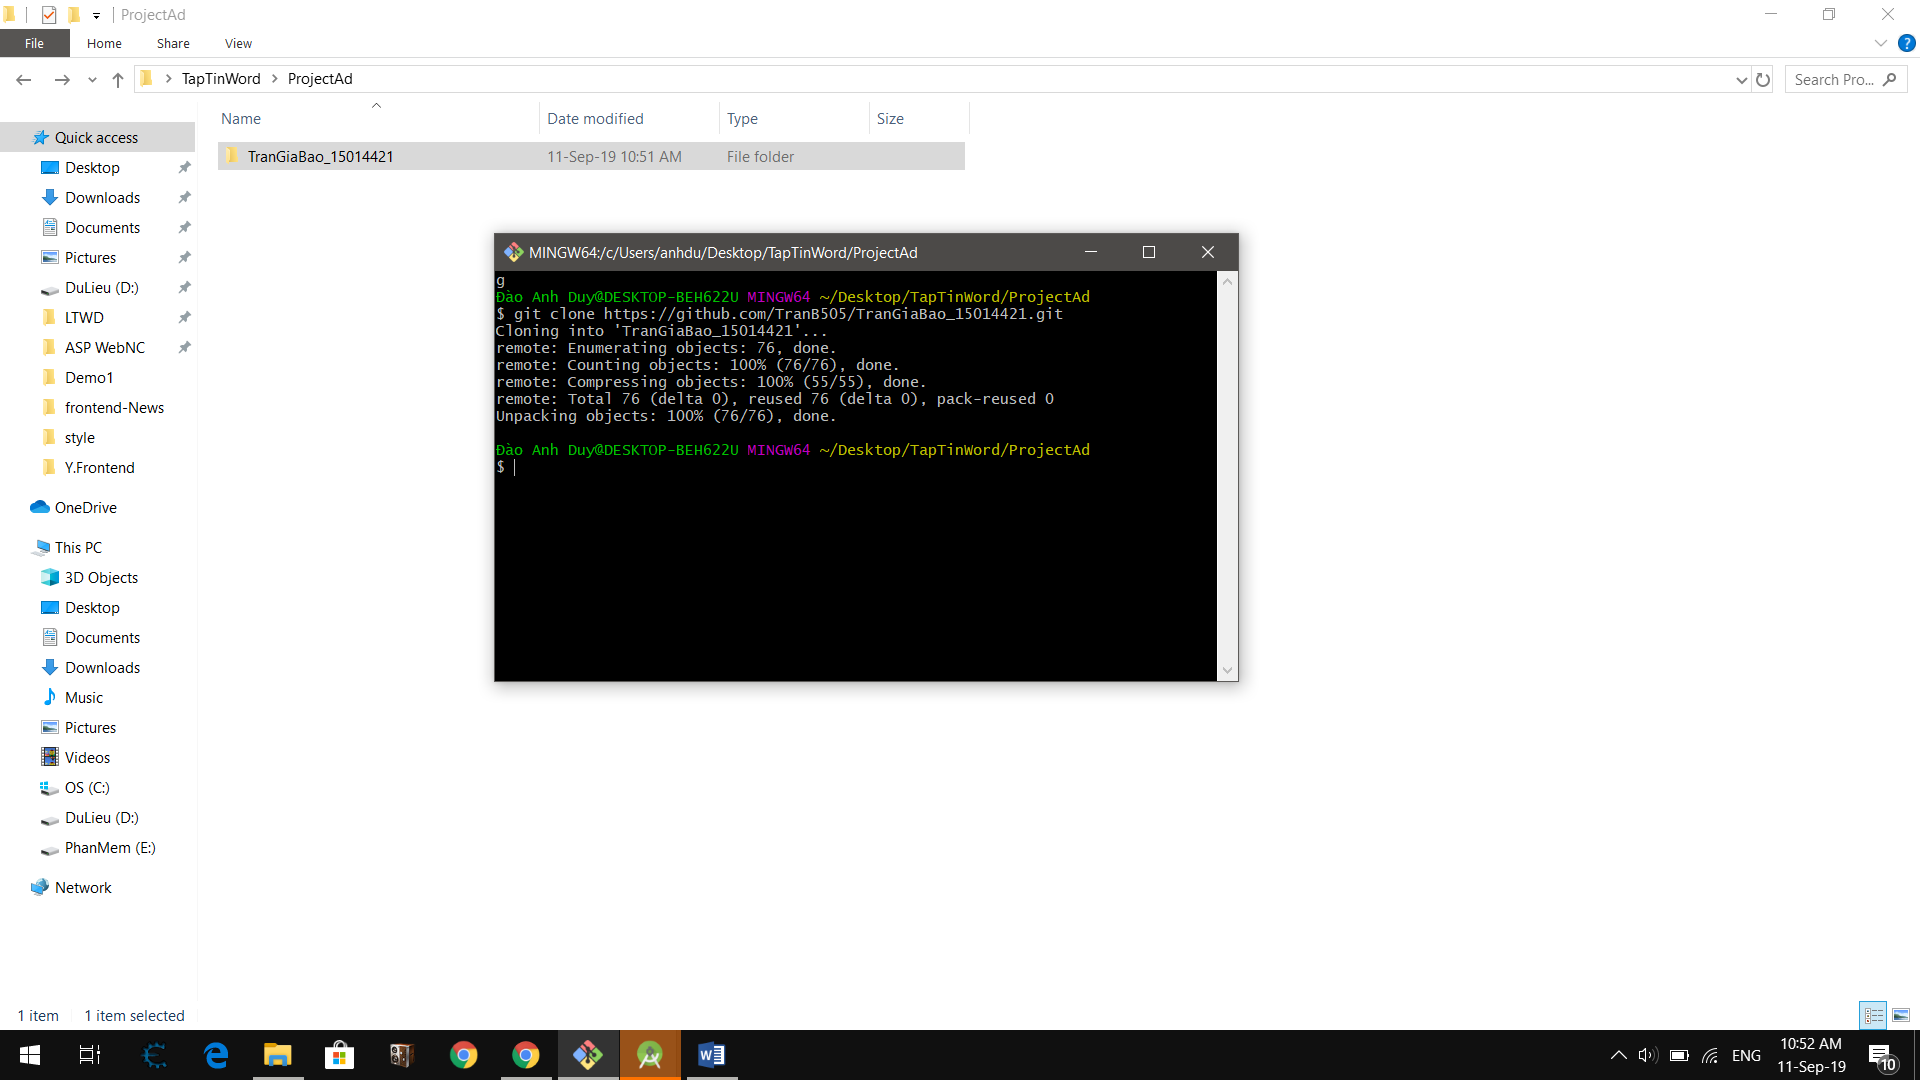 ProjectAd
File
Home
Share
View
TapTinWord
ProjectAd
Search Pro...
Name
Date modified
Type
Size
TranGiaBao_15014421
11-Sep-19 10:51 AM
File folder
Quick access
Desktop
Downloads
Documents
Pictures
DuLieu (D:)
LTWD
ASP WebNC
Demo1
frontend-News
style
Y.Frontend
OneDrive
This PC
3D Objects
Desktop
Documents
Downloads
Music
Pictures
Videos
OS (C:)
DuLieu (D:)
PhanMem (E:)
Network
MINGW64:/c/Users/anhdu/Desktop/TapTinWord/ProjectAd
g
Đào Anh Duy@DESKTOP-BEH622U MINGW64 ~/Desktop/TapTinWord/ProjectAd
$ git clone https://github.com/TranB505/TranGiaBao_15014421.git
Cloning into 'TranGiaBao_15014421'...
remote: Enumerating objects: 76, done.
remote: Counting objects: 100% (76/76), done.
remote: Compressing objects: 100% (55/55), done.
remote: Total 76 (delta 0), reused 76 (delta 0), pack-reused 0
Unpacking objects: 100% (76/76), done.
Đào Anh Duy@DESKTOP-BEH622U MINGW64 ~/Desktop/TapTinWord/ProjectAd
$
1 item
1 item selected
ENG
10:52 AM
11-Sep-19
10